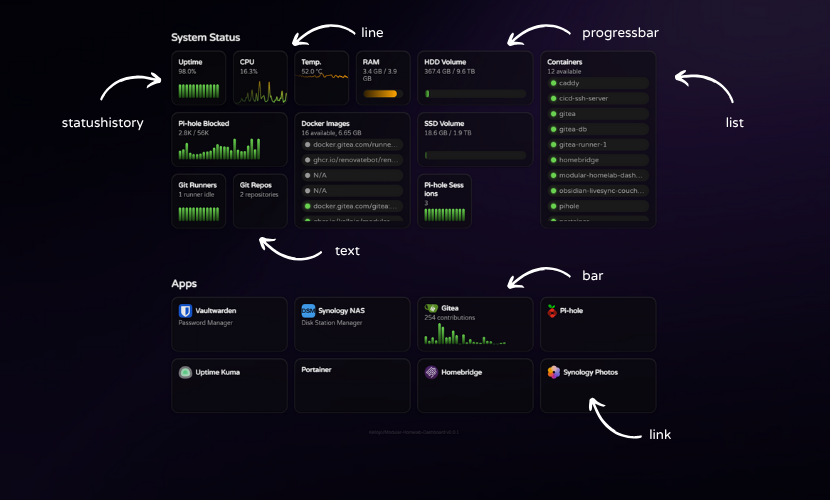 line
progressbar
System Status
Uptime
98.0%
CPU
16.3%
Temp.
52.0 °C
RAM
3.4 GB / 3.9
GB
HDD Volume
367.4 GB / 9.6 TB
Containers
12 available
caddy
cicd-ssh-server
gitea
gitea-db
gitea-runner-1
homebridge
modular-homelab-dash...
obsidian-livesync-couch...
pihole
statushistory
list
Pi-hole Blocked
2.8K / 56K
Docker Images
16 available, 6.65 GB
docker.gitea.com/runne...
ghcr.io/renovatebot/ren...
N/A
N/A
docker.gitea.com/gitea:...
SSD Volume
18.6 GB / 1.9 TB
Git Runners
1 runner idle
Git Repos
2 repositories
Pi-hole Sess
ions
3
text
bar
Apps
Vaultwarden
Password Manager
Synology NAS
Disk Station Manager
Gitea
254 contributions
Pi-hole
Uptime Kuma
Portainer
Homebridge
Synology Photos
link